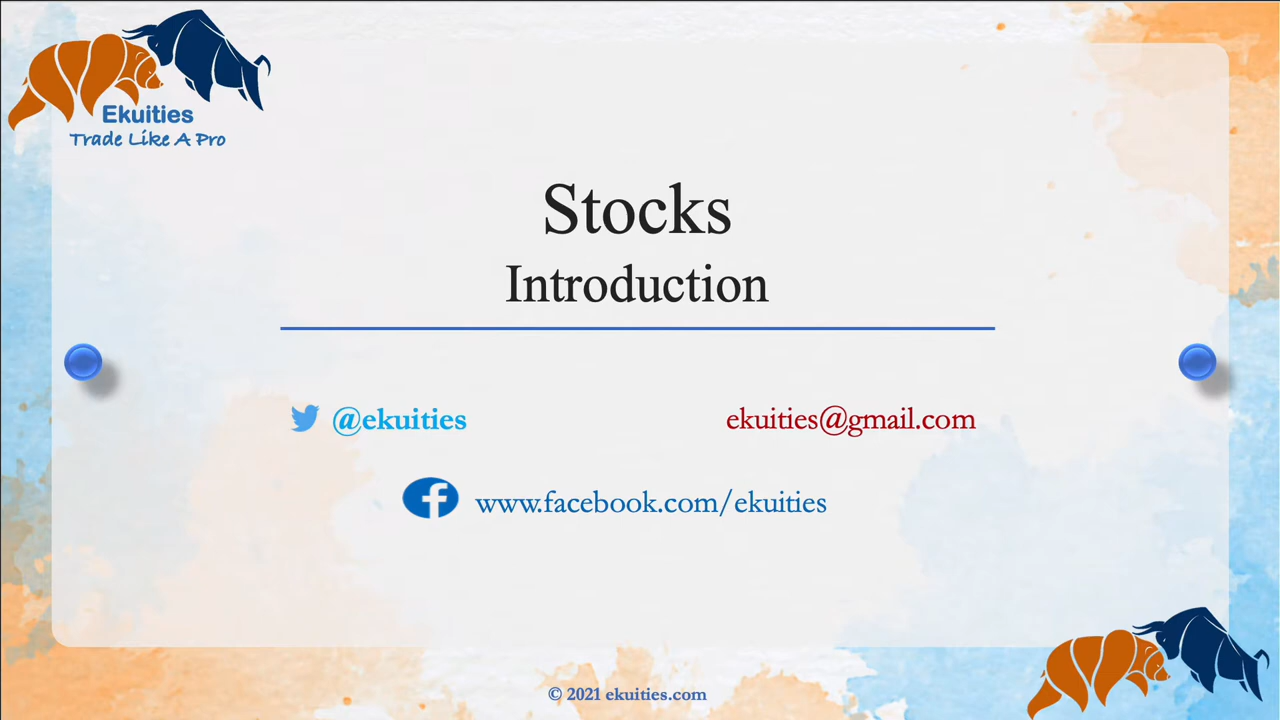 Ekuities
Trade Like A Pro
Stocks
Introduction
@ekuities
ekuities@gmail.com
www.facebook.com/ekuities
© 2021 ekuities.com